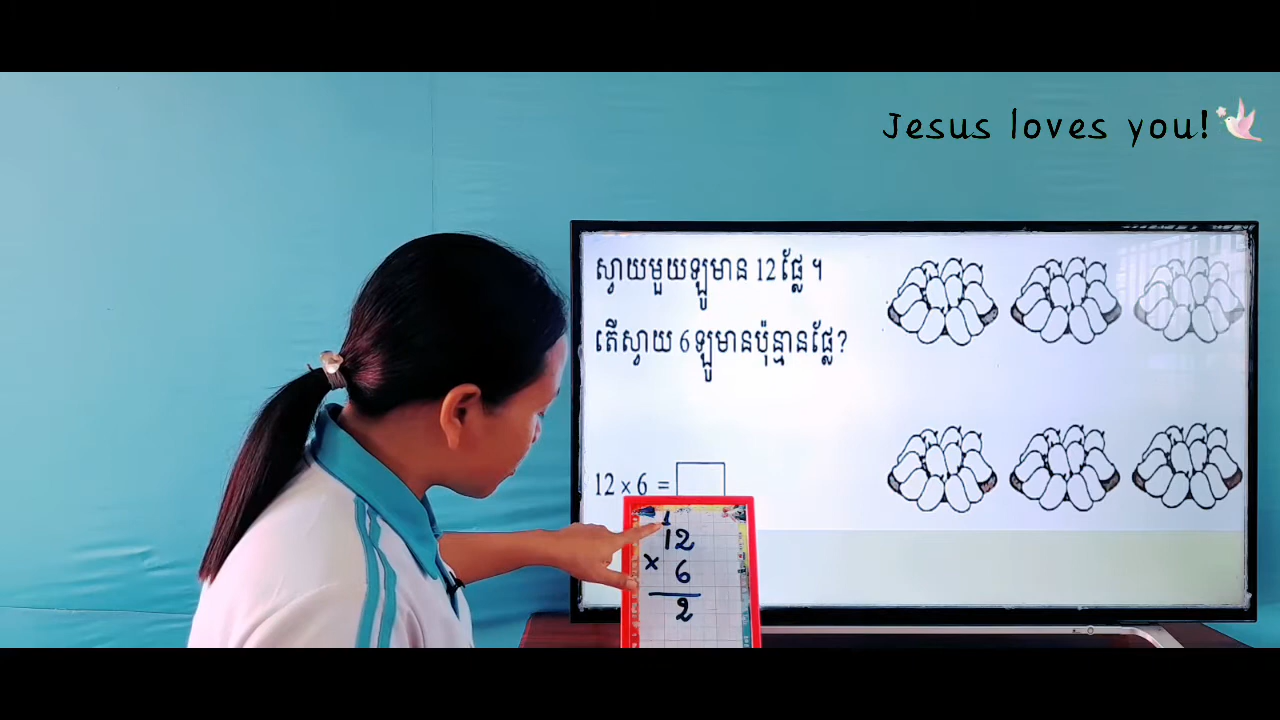 Jesus loves you!
ស្វាយមួយឡូមាន 12 ផ្លែ ។
តើស្វាយ 6 ឡូមានប៉ុន្មានផ្លែ?
12 × 6 =
1
12
× 6
2